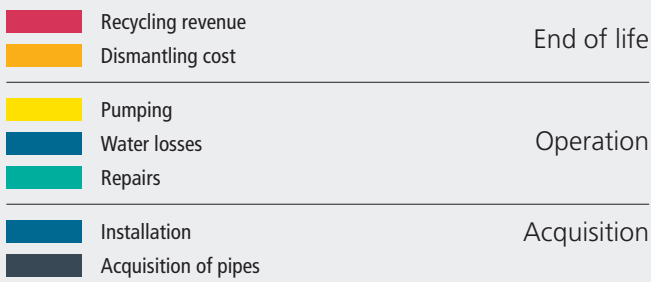 Recycling revenue
Dismantling cost
End of life
Pumping
Water losses
Repairs
Operation
Installation
Acquisition of pipes
Acquisition